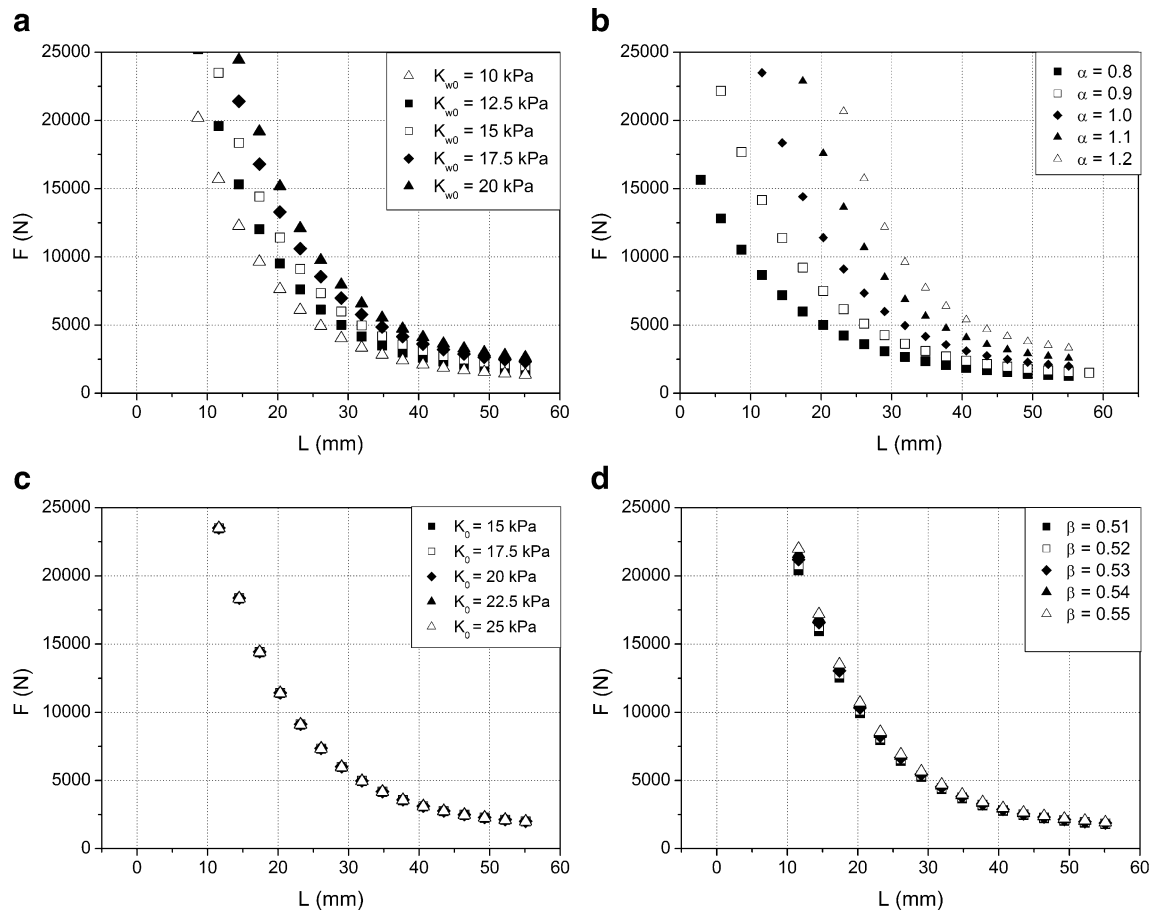 a
25000
20000
15000
10000
5000
0
F (N)
0 10 20 30 40 50 60
L (mm)
K_w0 = 10 kPa
K_w0 = 12.5 kPa
K_w0 = 15 kPa
K_w0 = 17.5 kPa
K_w0 = 20 kPa
b
25000
20000
15000
10000
5000
0
F (N)
0 10 20 30 40 50 60
L (mm)
α = 0.8
α = 0.9
α = 1.0
α = 1.1
α = 1.2
c
25000
20000
15000
10000
5000
0
F (N)
0 10 20 30 40 50 60
L (mm)
K_0 = 15 kPa
K_0 = 17.5 kPa
K_0 = 20 kPa
K_0 = 22.5 kPa
K_0 = 25 kPa
d
25000
20000
15000
10000
5000
0
F (N)
0 10 20 30 40 50 60
L (mm)
β = 0.51
β = 0.52
β = 0.53
β = 0.54
β = 0.55